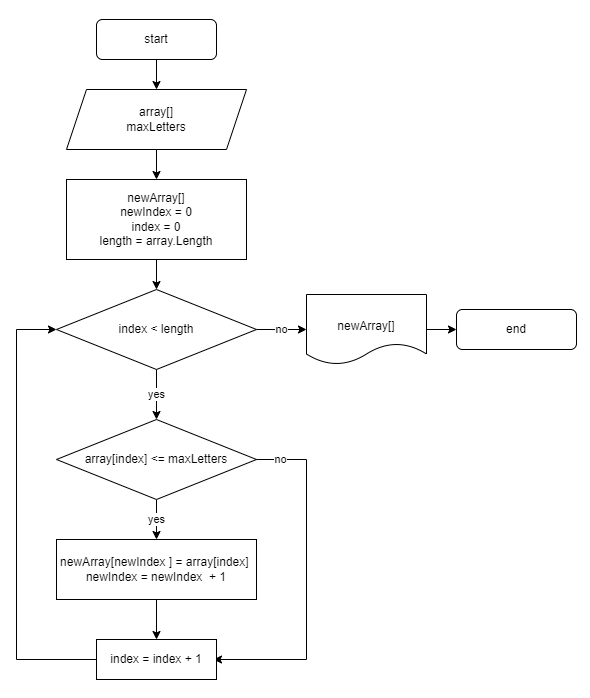 start
array[]
maxLetters
newArray[]
newIndex = 0
index = 0
length = array.Length
index < length
no
newArray[]
end
yes
array[index] <= maxLetters
no
yes
newArray[newIndex ] = array[index]
newIndex = newIndex  + 1
index = index + 1